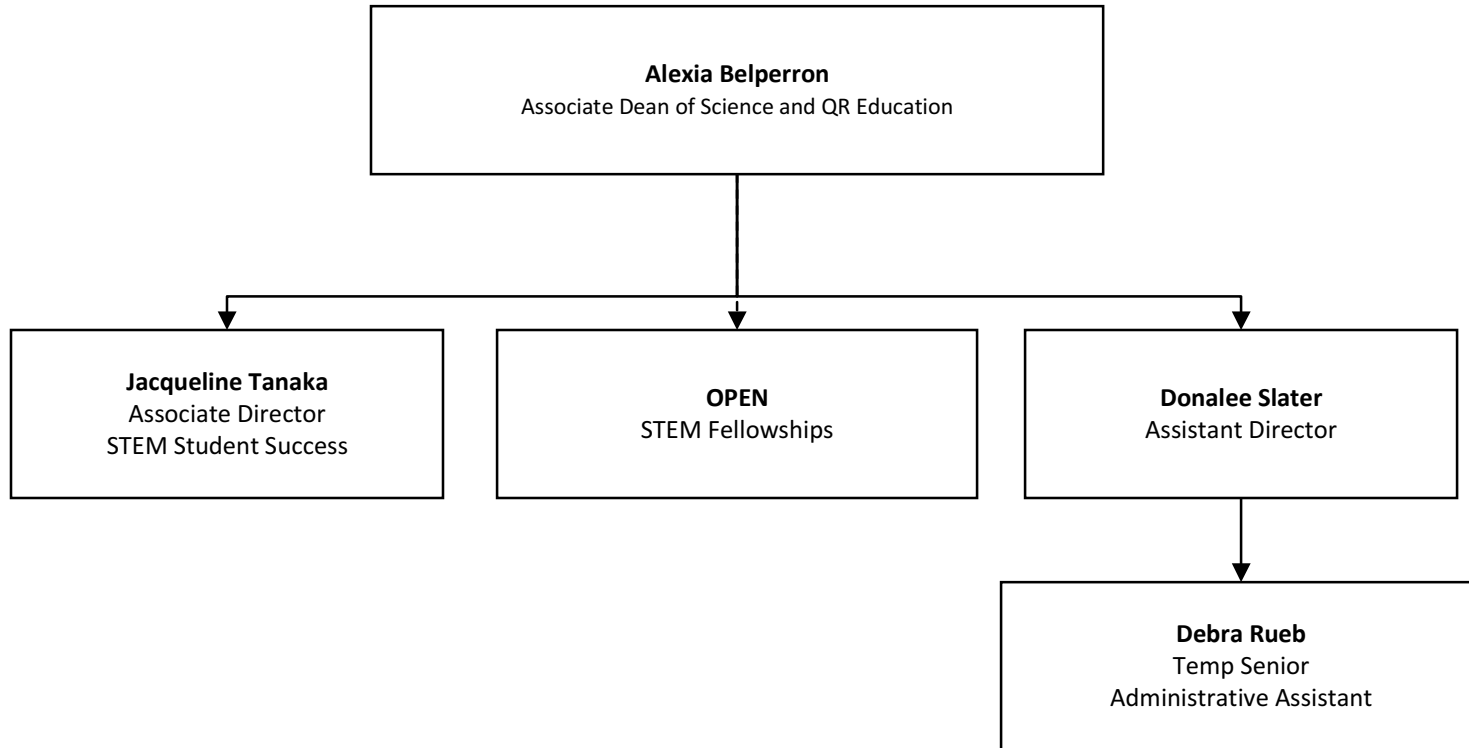 Alexia Belperron
Associate Dean of Science and QR Education
Jacqueline Tanaka
Associate Director
STEM Student Success
OPEN
STEM Fellowships
Donalee Slater
Assistant Director
Debra Rueb
Temp Senior
Administrative Assistant